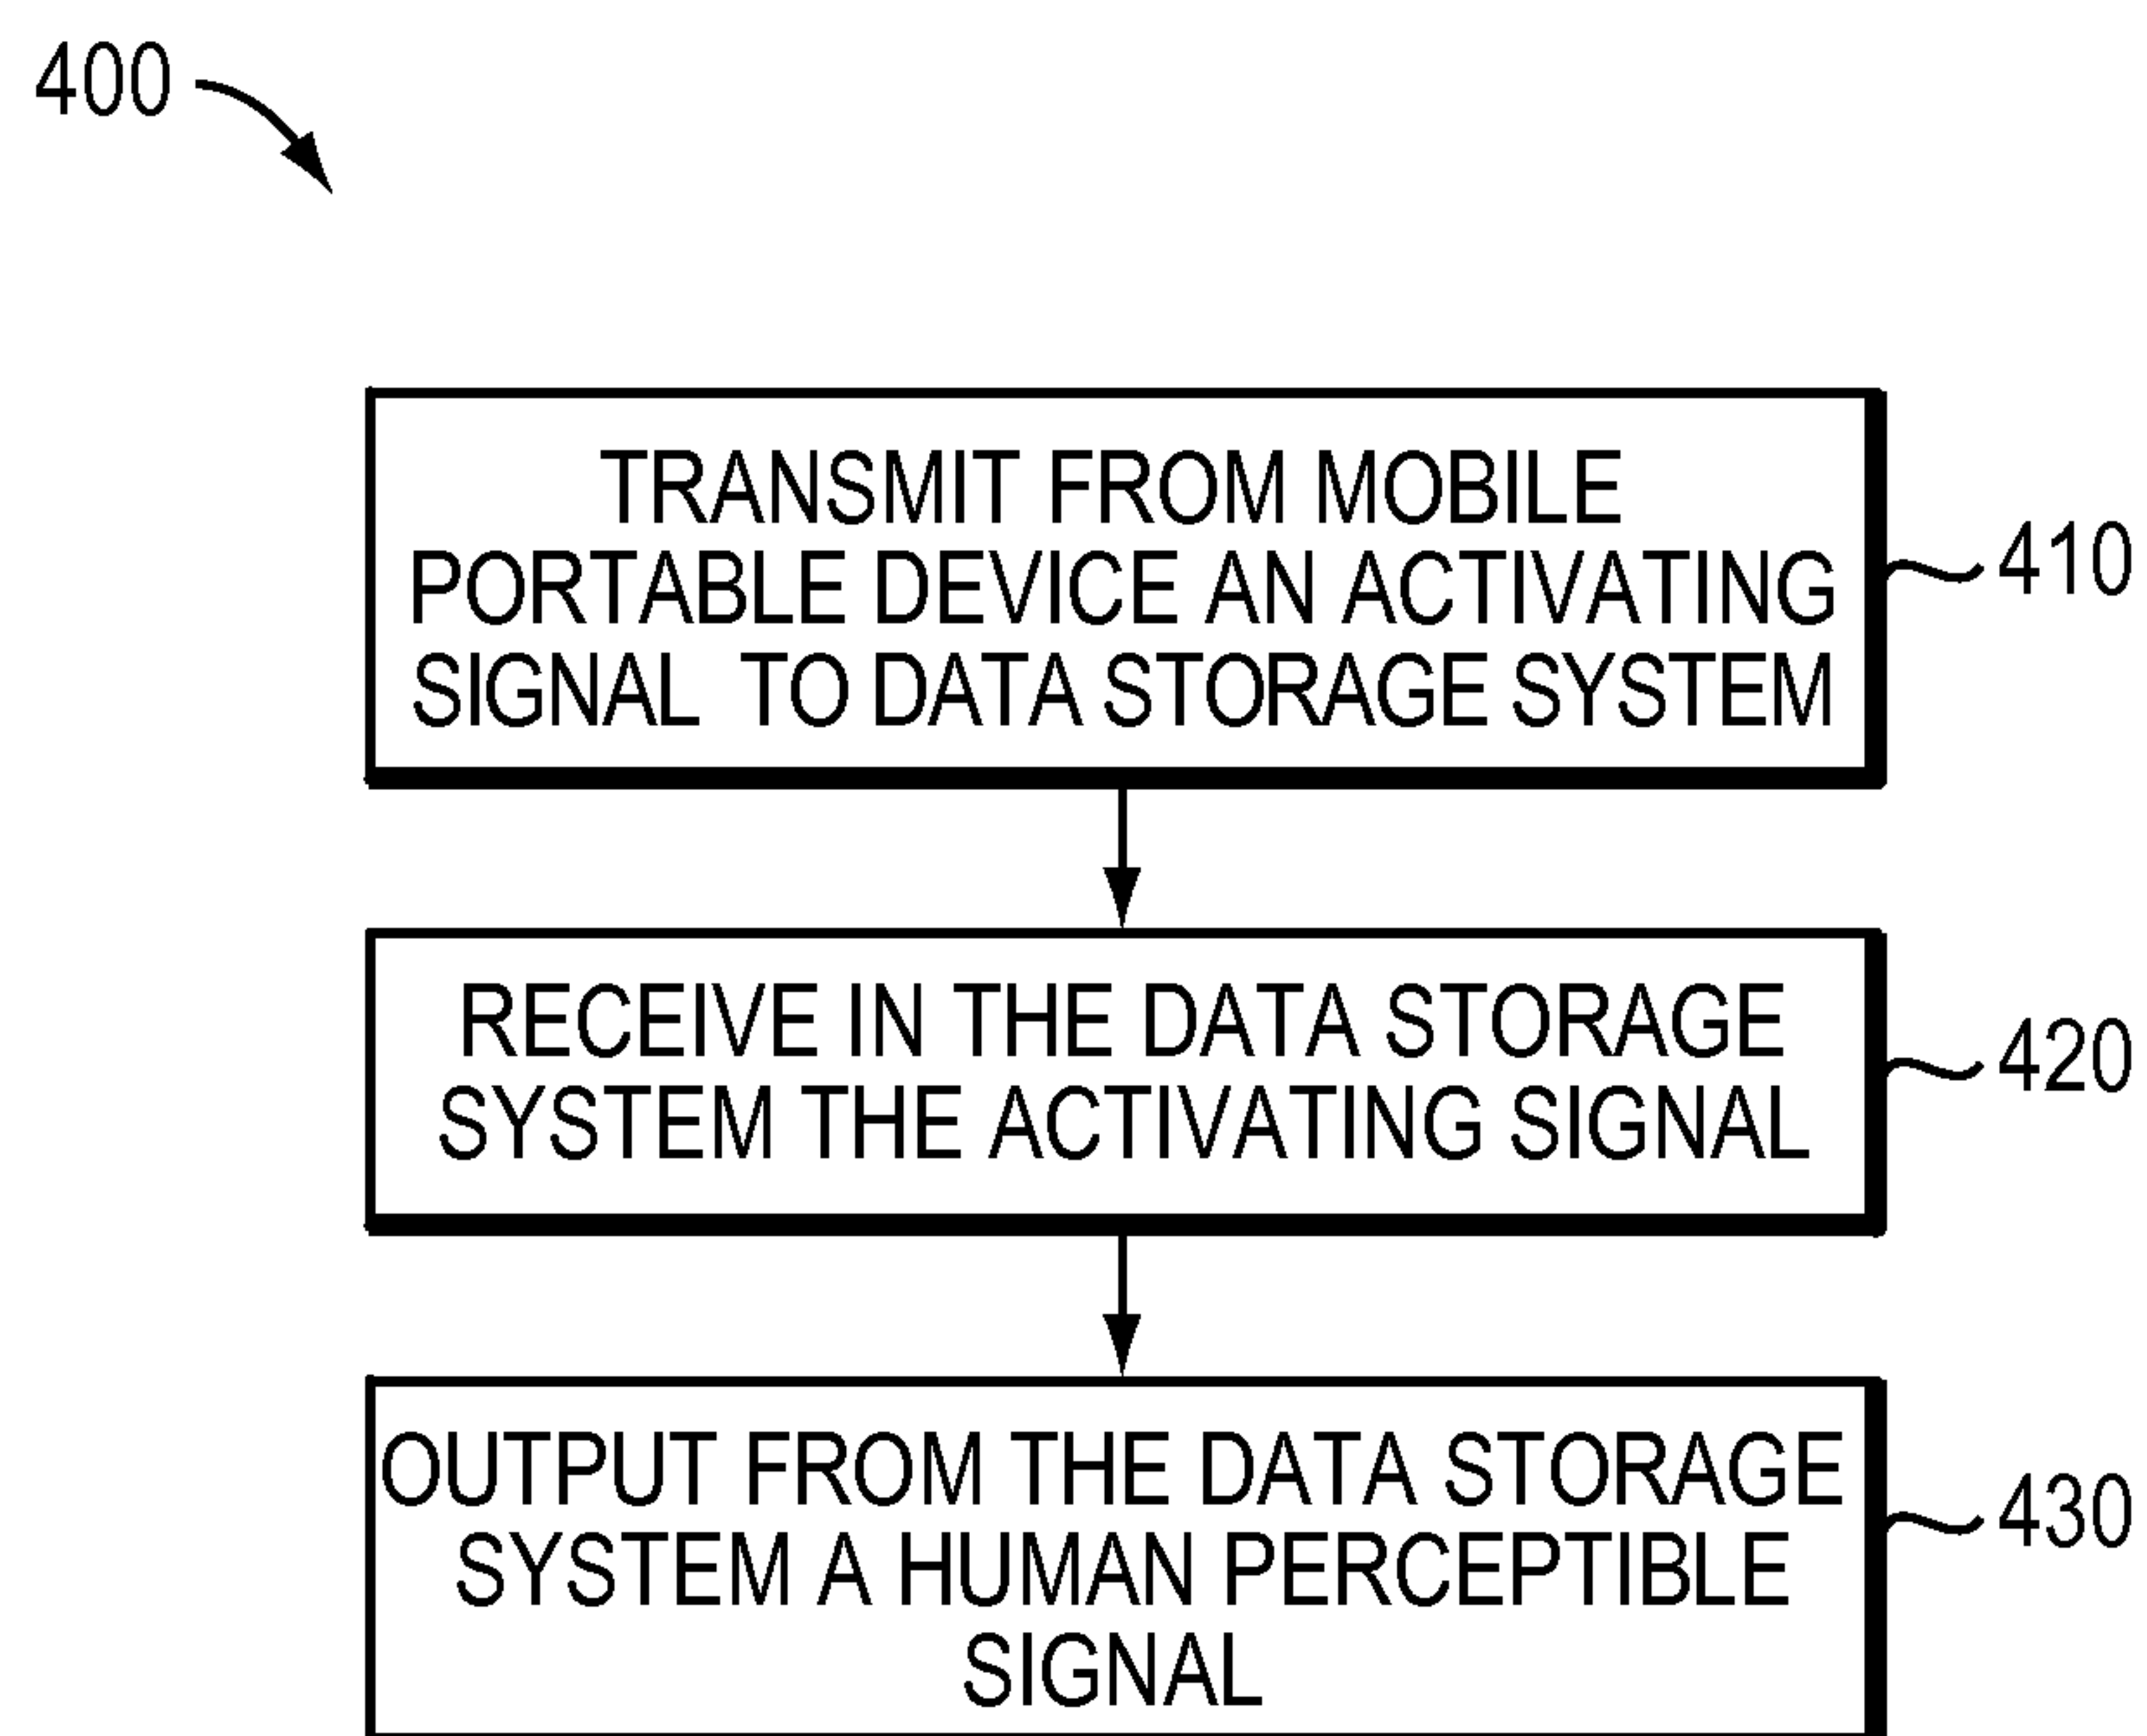 400
TRANSMIT FROM MOBILE
PORTABLE DEVICE AN ACTIVATING
SIGNAL TO DATA STORAGE SYSTEM
410
RECEIVE IN THE DATA STORAGE
SYSTEM THE ACTIVATING SIGNAL
420
OUTPUT FROM THE DATA STORAGE
SYSTEM A HUMAN PERCEPTIBLE
SIGNAL
430